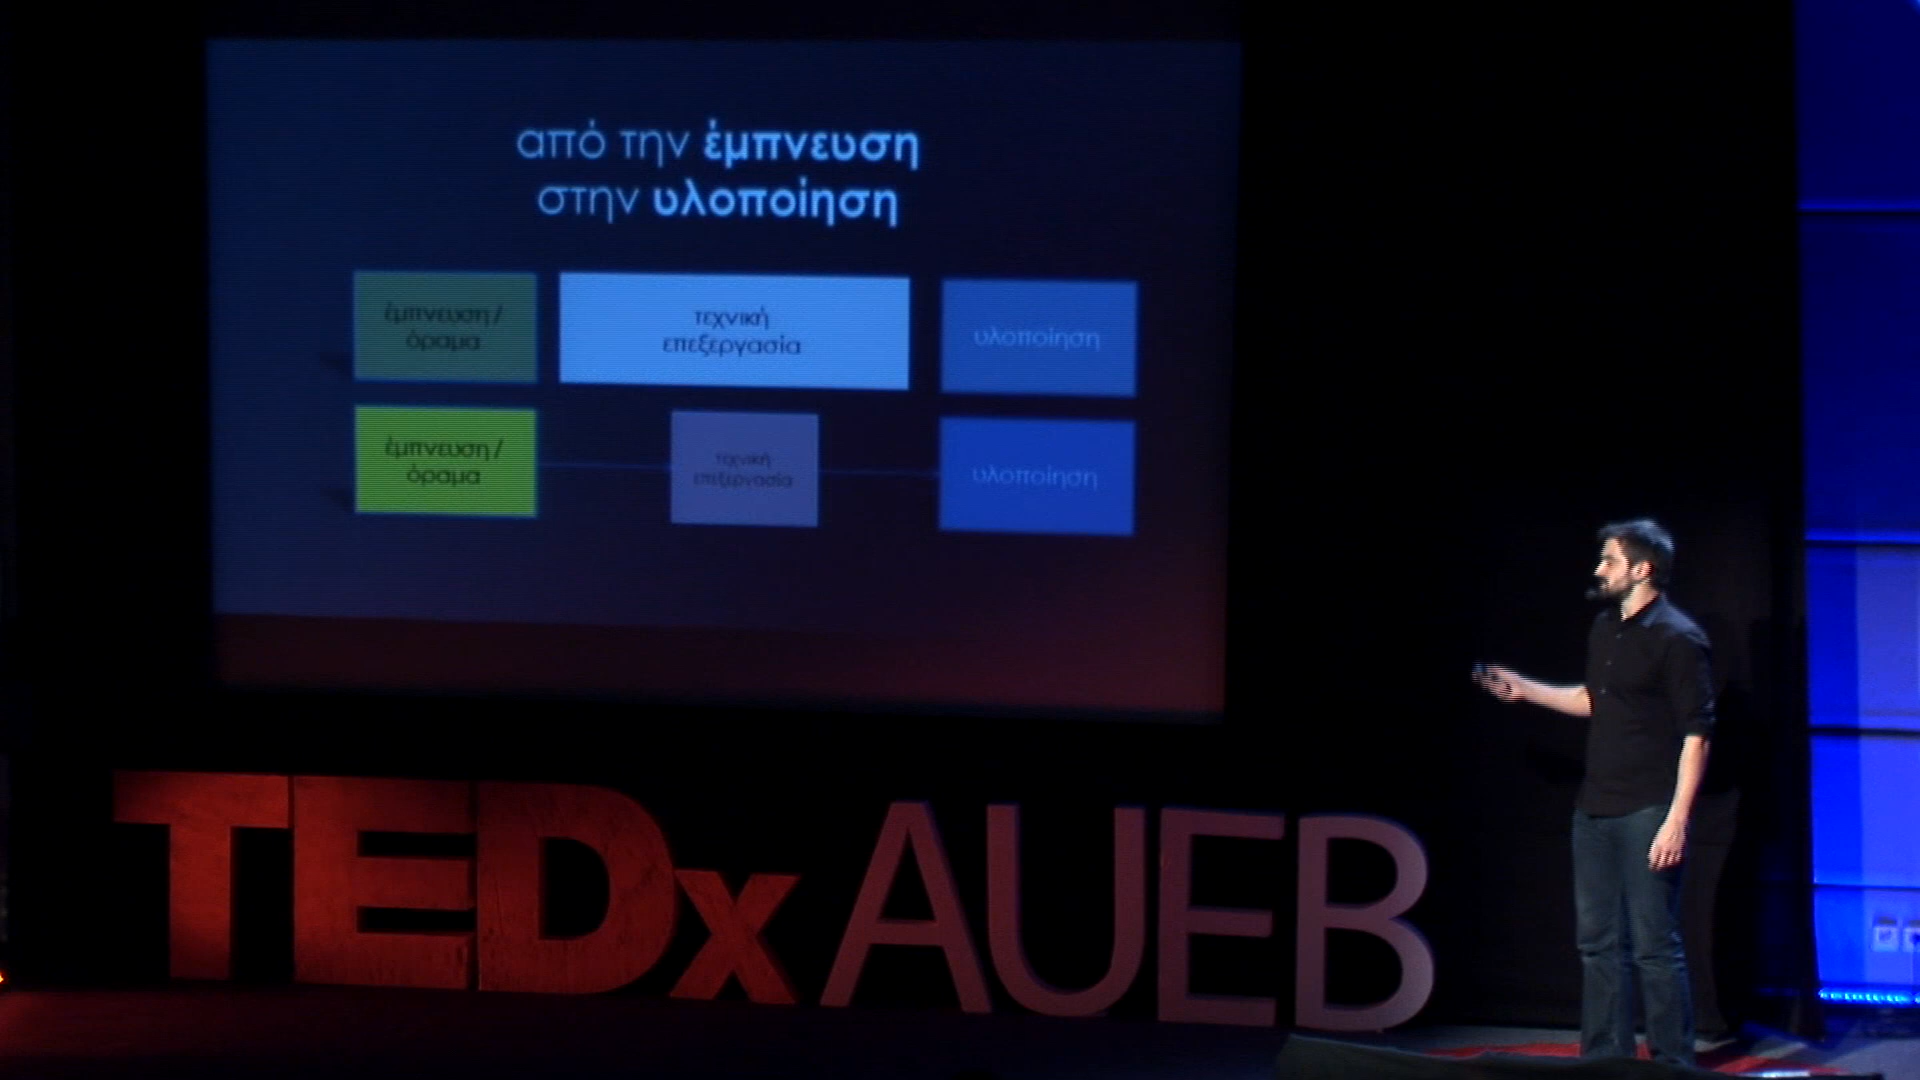 από την έμπνευση
στην υλοποίηση
έμπνευση /
όραμα
τεχνική
επεξεργασία
υλοποίηση
έμπνευση /
όραμα
τεχνική
επεξεργασία
υλοποίηση
TEDxAUEB